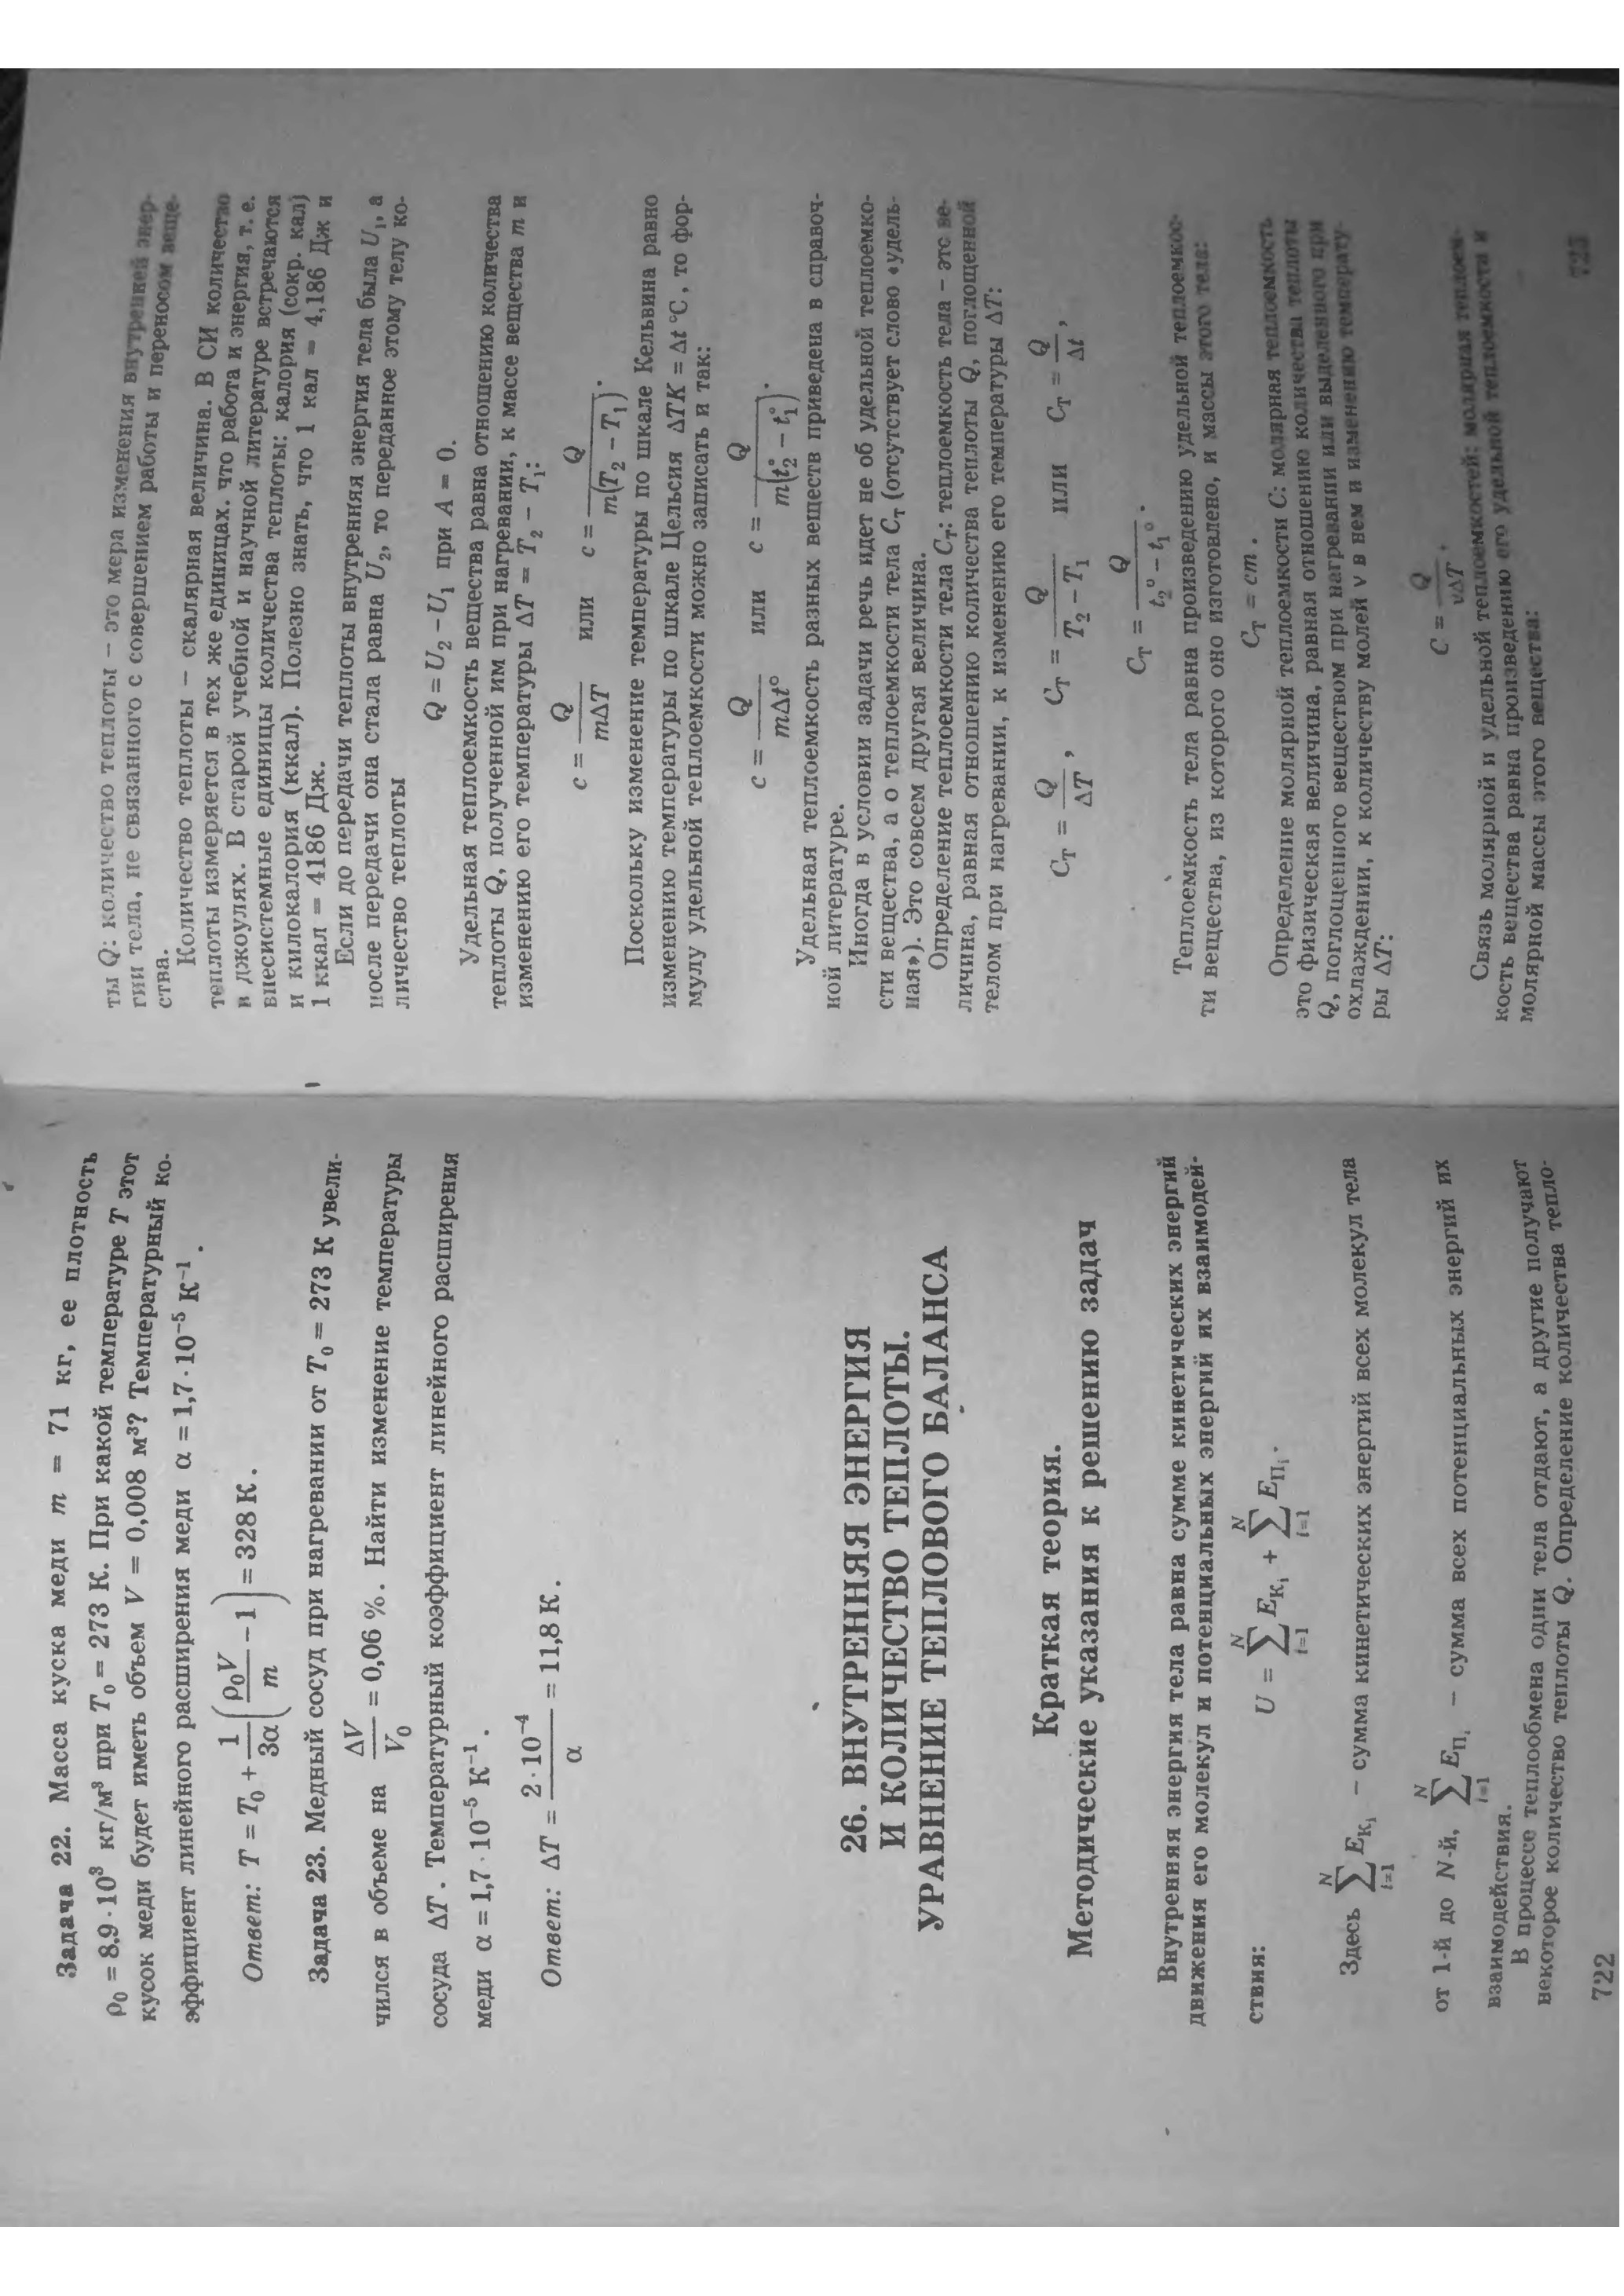 Задача 22. Масса куска меди m = 71 кг, ее плотность
ρ₀ = 8,9·10³ кг/м³ при T₀ = 273 К. При какой температуре T этот
кусок меди будет иметь объем V = 0,008 м³? Температурный ко-
эффициент линейного расширения меди α = 1,7·10⁻⁵ К⁻¹.
Ответ: T = T₀ + 1/3α (ρ₀V/m − 1) = 328 К.
Задача 23. Медный сосуд при нагревании от T₀ = 273 К увели-
чился в объеме на ΔV/V₀ = 0,06 %. Найти изменение температуры
сосуда ΔT. Температурный коэффициент линейного расширения
меди α = 1,7·10⁻⁵ К⁻¹.
Ответ: ΔT = 2·10⁻⁴/α = 11,8 К.
26. ВНУТРЕННЯЯ ЭНЕРГИЯ
И КОЛИЧЕСТВО ТЕПЛОТЫ.
УРАВНЕНИЕ ТЕПЛОВОГО БАЛАНСА
Краткая теория.
Методические указания к решению задач
Внутренняя энергия тела равна сумме кинетических энергий
движения его молекул и потенциальных энергий их взаимодей-
ствия:
U = ∑ᵢ₌₁ᴺ Eкᵢ + ∑ᵢ₌₁ᴺ Eпᵢ.
Здесь ∑ᵢ₌₁ᴺ Eкᵢ – сумма кинетических энергий всех молекул тела
от 1-й до N-й, ∑ᵢ₌₁ᴺ Eпᵢ – сумма всех потенциальных энергий их
взаимодействия.
В процессе теплообмена одни тела отдают, а другие получают
некоторое количество теплоты Q. Определение количества тепло-
722
ты Q: количество теплоты – это мера изменения внутренней энер-
гии тела, не связанного с совершением работы и переносом веще-
ства.
Количество теплоты – скалярная величина. В СИ количество
теплоты измеряется в тех же единицах. что работа и энергия, т. е.
в джоулях. В старой учебной и научной литературе встречаются
внесистемные единицы количества теплоты: калория (сокр. кал)
и килокалория (ккал). Полезно знать, что 1 кал = 4,186 Дж и
1 ккал = 4186 Дж.
Если до передачи теплоты внутренняя энергия тела была U₁, а
после передачи она стала равна U₂, то переданное этому телу ко-
личество теплоты
Q = U₂ - U₁ при A = 0.
Удельная теплоемкость вещества равна отношению количества
теплоты Q, полученной им при нагревании, к массе вещества m и
изменению его температуры ΔT = T₂ − T₁:
c = Q/mΔT или c = Q/m(T₂ − T₁).
Поскольку изменение температуры по шкале Кельвина равно
изменению температуры по шкале Цельсия ΔTK = Δt °C, то фор-
мулу удельной теплоемкости можно записать и так:
c = Q/mΔt° или c = Q/m(t₂° − t₁°).
Удельная теплоемкость разных веществ приведена в справоч-
ной литературе.
Иногда в условии задачи речь идет не об удельной теплоемко-
сти вещества, а о теплоемкости тела Cт (отсутствует слово «удель-
ная»). Это совсем другая величина.
Определение теплоемкости тела Cт: теплоемкость тела – это ве-
личина, равная отношению количества теплоты Q, поглощенной
телом при нагревании, к изменению его температуры ΔT:
Cт = Q/ΔT, Cт = Q/T₂ − T₁ или Cт = Q/Δt,
Cт = Q/t₂° − t₁°.
Теплоемкость тела равна произведению удельной теплоемкос-
ти вещества, из которого оно изготовлено, и массы этого тела:
Cт = cm.
Определение молярной теплоемкости C: молярная теплоемкость
это физическая величина, равная отношению количества теплоты
Q, поглощенного веществом при нагревании или выделенного при
охлаждении, к количеству молей ν в нем и изменению температу-
ры ΔT:
C = Q/νΔT.
Связь молярной и удельной теплоемкостей: молярная теплоем-
кость вещества равна произведению его удельной теплоемкости и
молярной массы этого вещества:
723